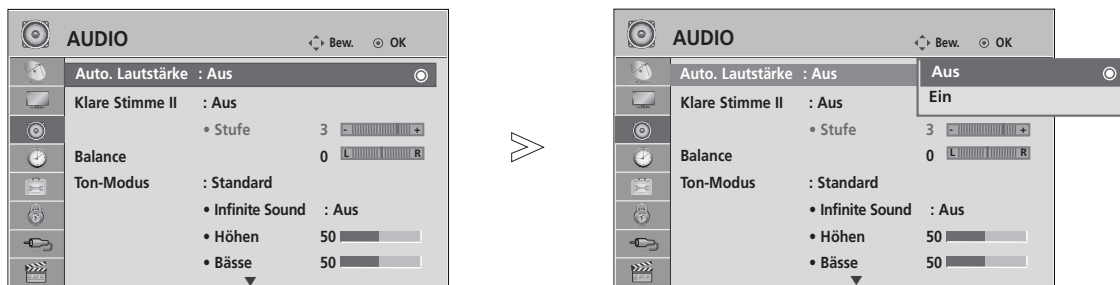 AUDIO Bew. OK
Auto. Lautstärke : Aus
Klare Stimme II : Aus
• Stufe 3 - +
Balance 0 L R
Ton-Modus : Standard
• Infinite Sound : Aus
• Höhen 50
• Bässe 50
AUDIO Bew. OK
Auto. Lautstärke : Aus
Aus
Ein
Klare Stimme II : Aus
• Stufe 3 - +
Balance 0 L R
Ton-Modus : Standard
• Infinite Sound : Aus
• Höhen 50
• Bässe 50